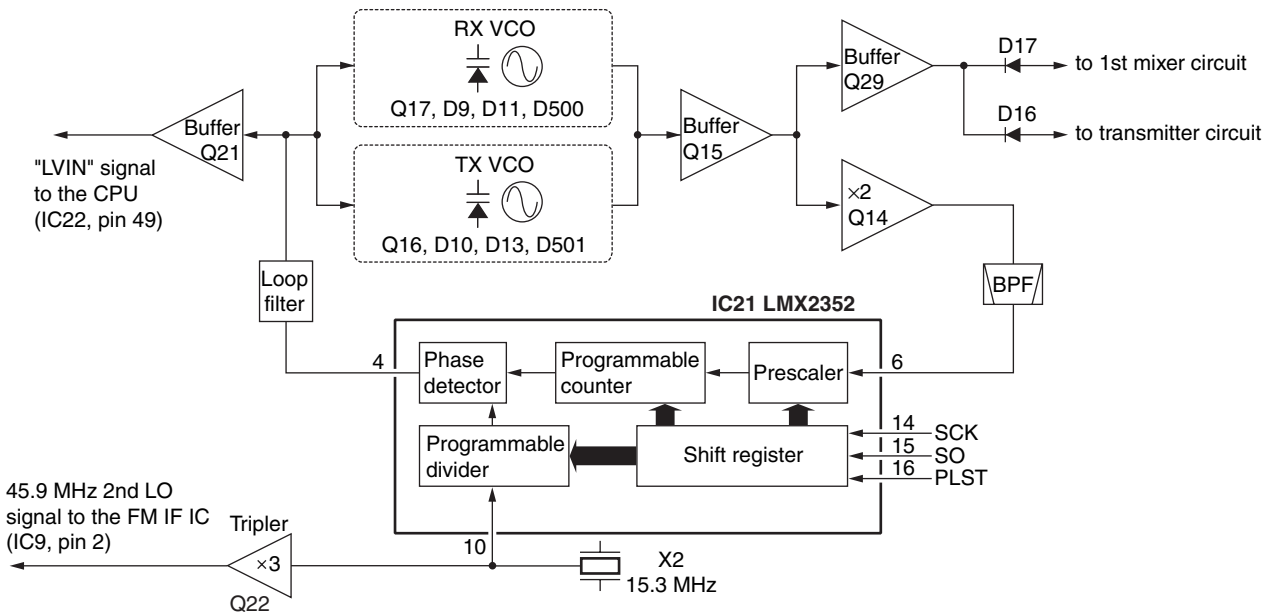 RX VCO
Q17, D9, D11, D500
TX VCO
Q16, D10, D13, D501
Buffer
Q21
"LVIN" signal
to the CPU
(IC22, pin 49)
Buffer
Q15
Buffer
Q29
×2
Q14
D17
to 1st mixer circuit
D16
to transmitter circuit
BPF
Loop
filter
IC21 LMX2352
4
Phase
detector
Programmable
counter
Prescaler
6
Programmable
divider
Shift register
14
SCK
15
SO
16
PLST
10
45.9 MHz 2nd LO
signal to the FM IF IC
(IC9, pin 2)
Tripler
×3
Q22
X2
15.3 MHz